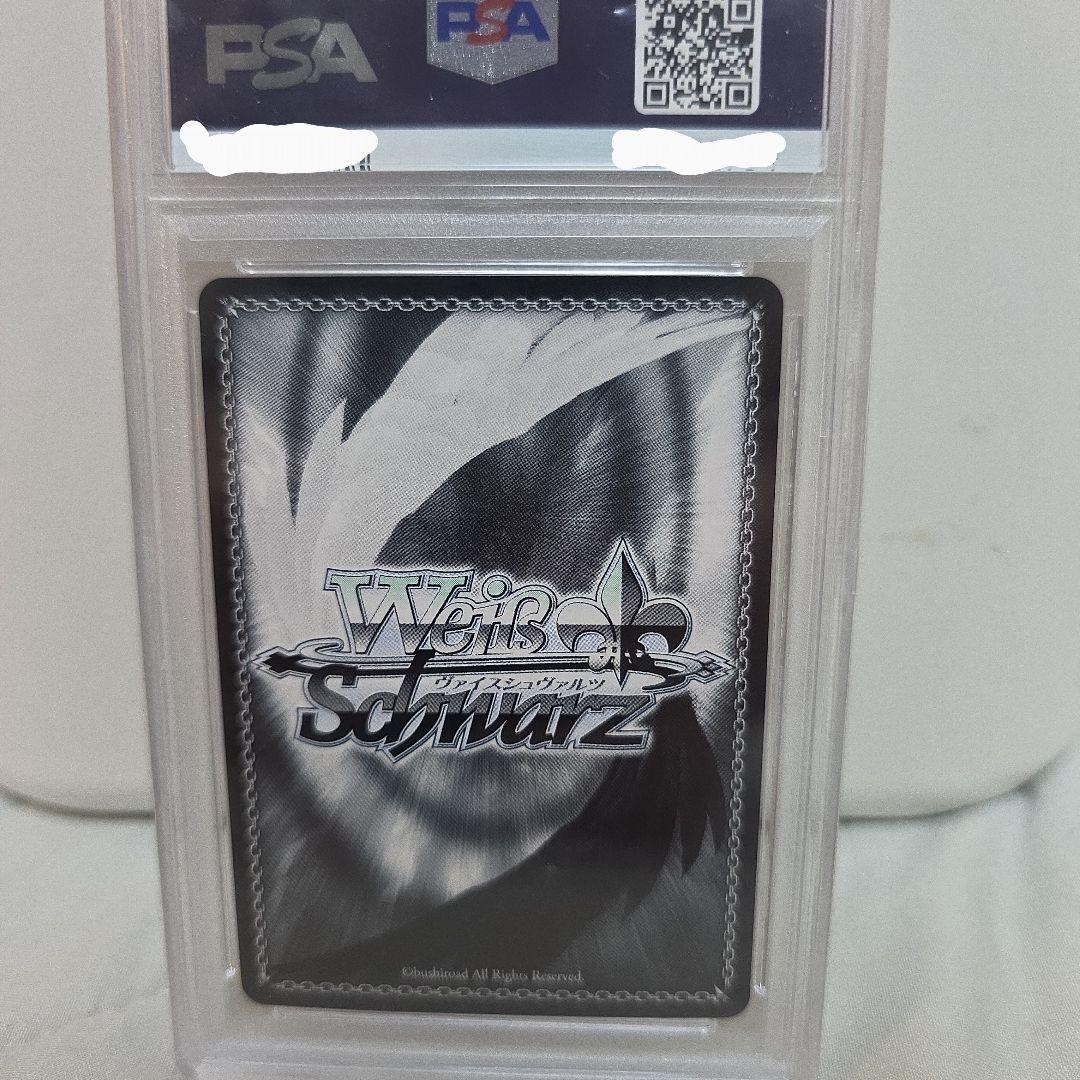 PSA
PSA
Weiß
ヴァイスシュヴァルツ
Schwarz
©bushiroad All Rights Reserved.